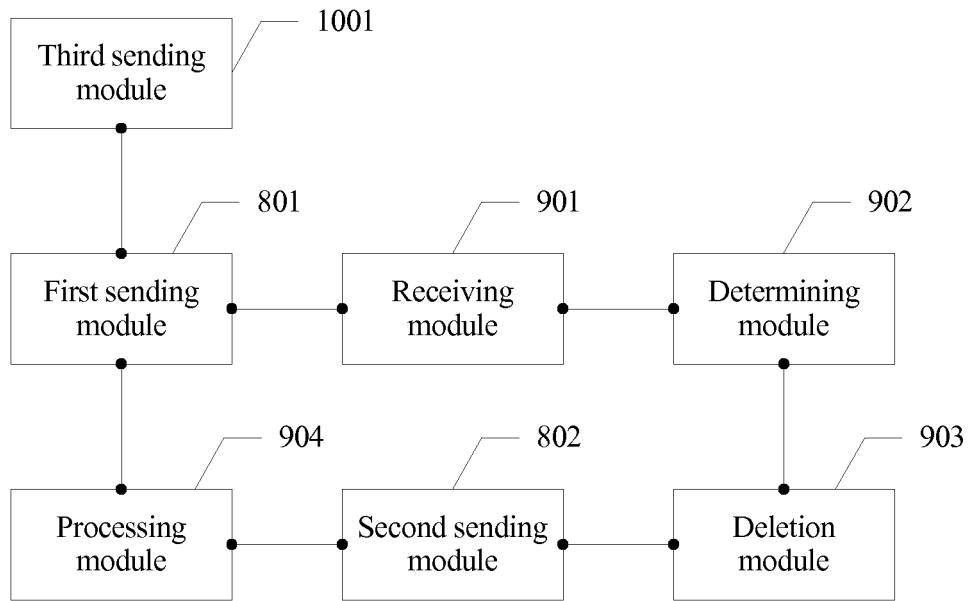 1001
Third sending
module
801
901
902
First sending
module
Receiving
module
Determining
module
904
802
903
Processing
module
Second sending
module
Deletion
module